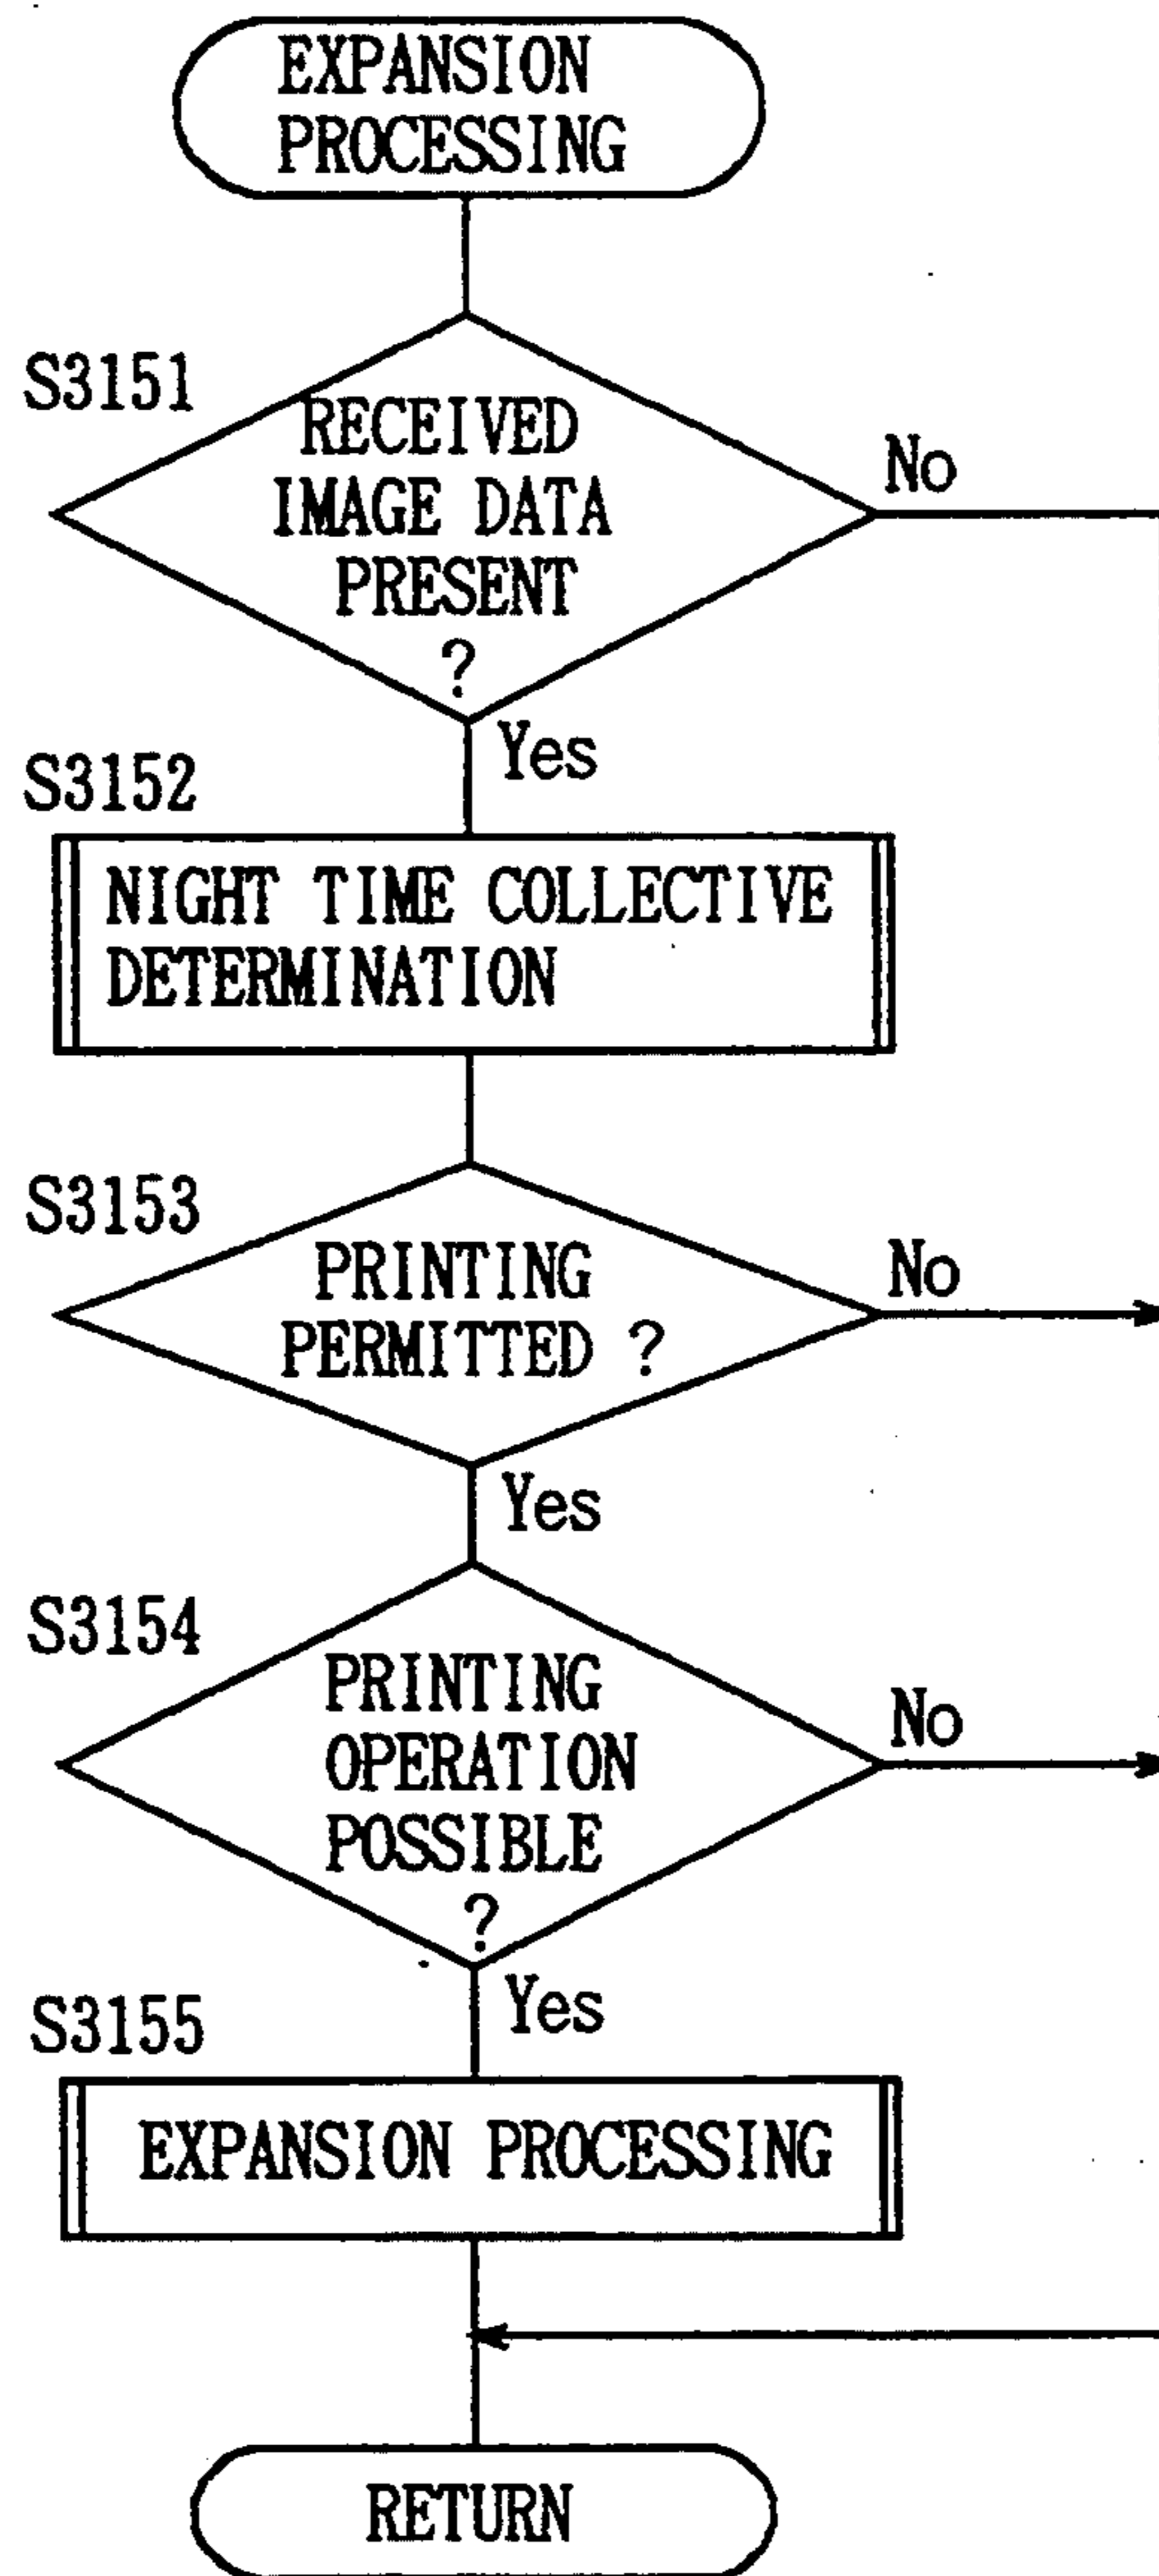 EXPANSION
PROCESSING
S3151
RECEIVED
IMAGE DATA
PRESENT
?
No
Yes
S3152
NIGHT TIME COLLECTIVE
DETERMINATION
S3153
PRINTING
PERMITTED ?
No
Yes
S3154
PRINTING
OPERATION
POSSIBLE
?
No
Yes
S3155
EXPANSION PROCESSING
RETURN